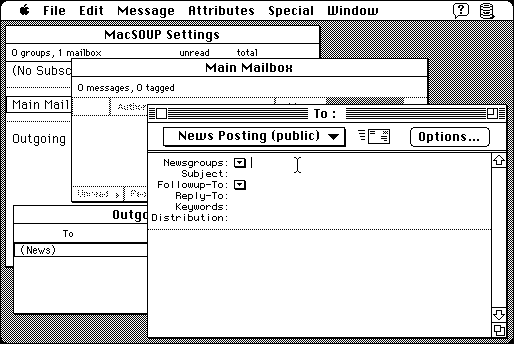 File Edit Message Attributes Special Window
MacSOUP Settings
0 groups, 1 mailbox unread total
(No Subsc
Main Mail
Outgoing
Main Mailbox
0 messages, 0 tagged
Author
Unread
Outgo
To
(News)
To :
News Posting (public)
Options...
Newsgroups:
Subject:
Followup-To:
Reply-To:
Keywords:
Distribution: